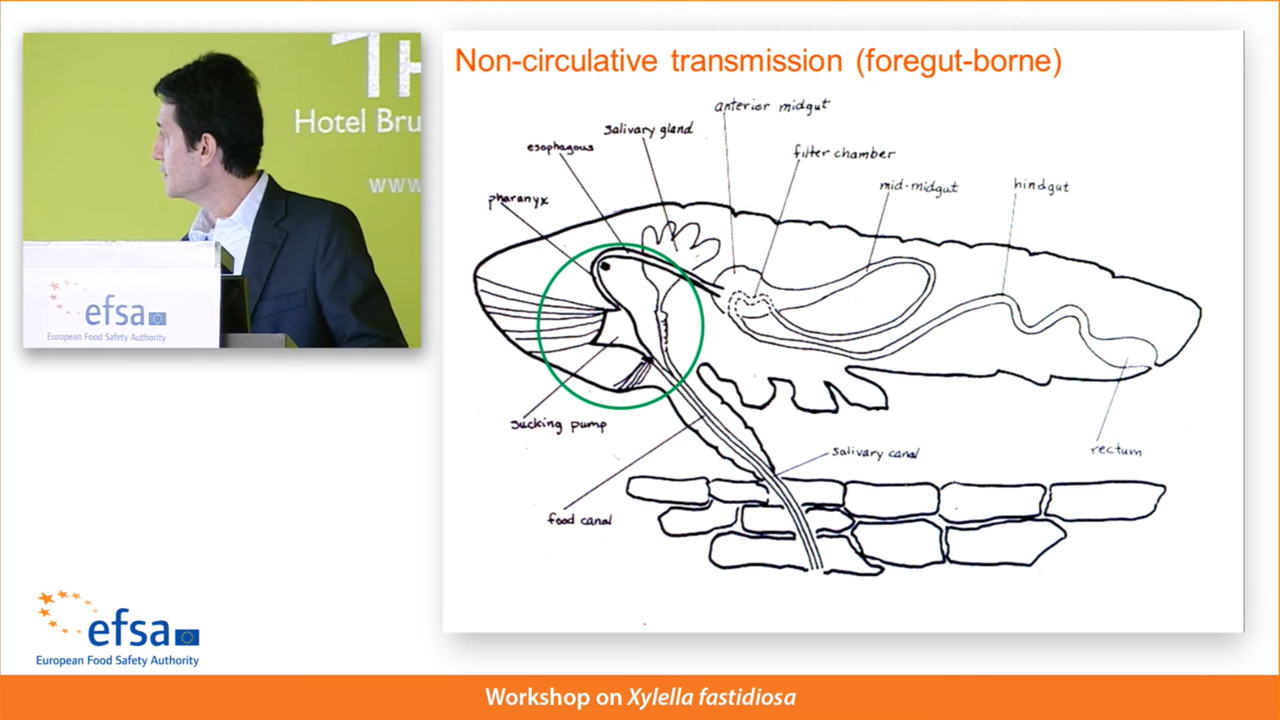 Non-circulative transmission (foregut-borne)
TH
Hotel Bru
www
efsa
European Food Safety Authority
anterior midgut
salivary gland
esophagous
filter chamber
mid-midgut
hindgut
pharanyx
sucking pump
salivary canal
rectum
food canal
efsa
European Food Safety Authority
Workshop on Xylella fastidiosa